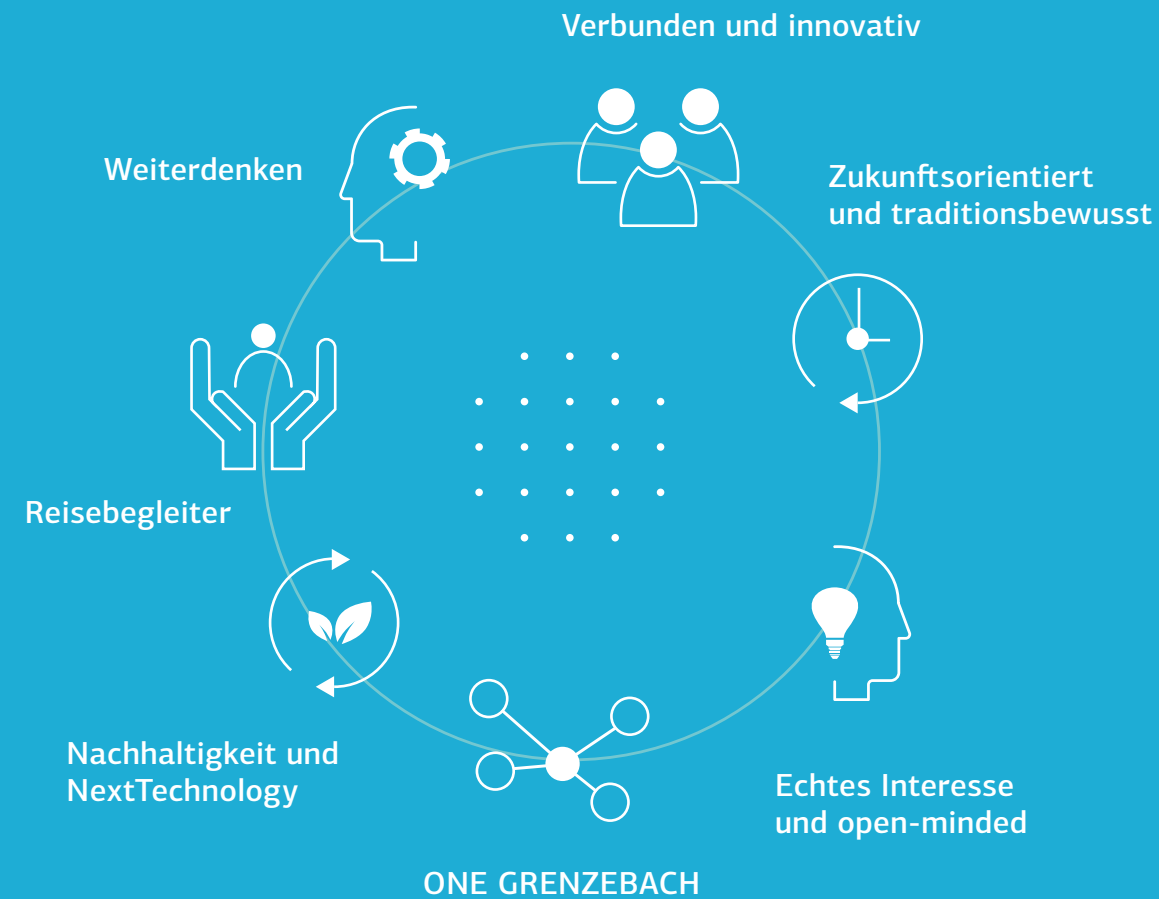 Verbunden und innovativ
Weiterdenken
Zukunftsorientiert
und traditionsbewusst
Reisebegleiter
Nachhaltigkeit und
NextTechnology
Echtes Interesse
und open-minded
ONE GRENZEBACH